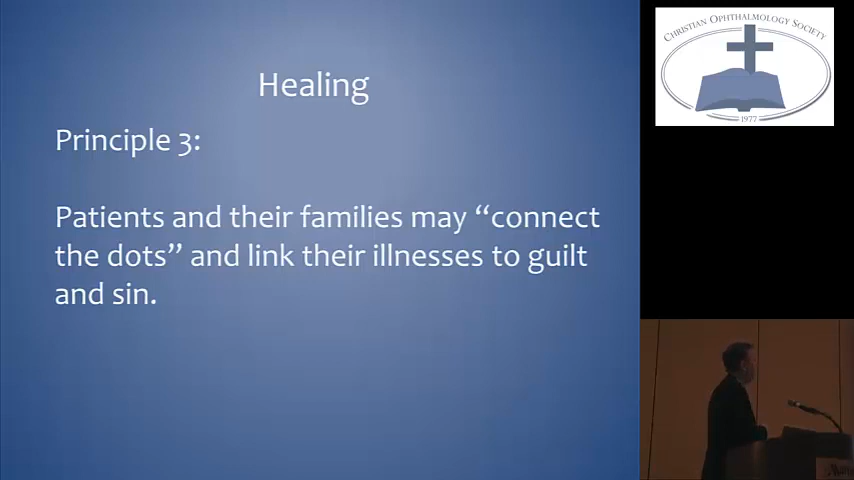 Healing
Principle 3:
Patients and their families may “connect
the dots” and link their illnesses to guilt
and sin.
CHRISTIAN OPHTHALMOLOGY SOCIETY
1977